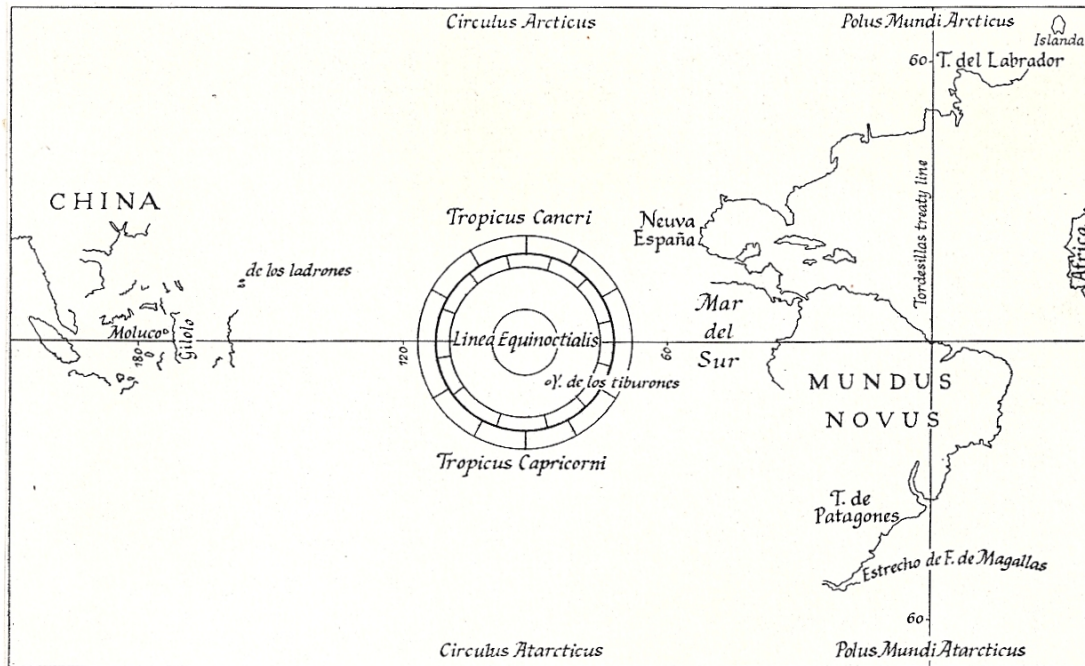 Circulus Arcticus
Polus Mundi Arcticus
Islanda
60
T. del Labrador
CHINA
Tropicus Cancri
Neuva
España
Tordesillas treaty line
Africa
de los ladrones
Mar
del
Sur
Moluco
Gilolo
180
120
Linea Equinoctialis
60
Y. de los tiburones
MUNDUS
NOVUS
Tropicus Capricorni
T. de
Patagones
Estrecho de F. de Magallas
60
Circulus Atarcticus
Polus Mundi Atarcticus